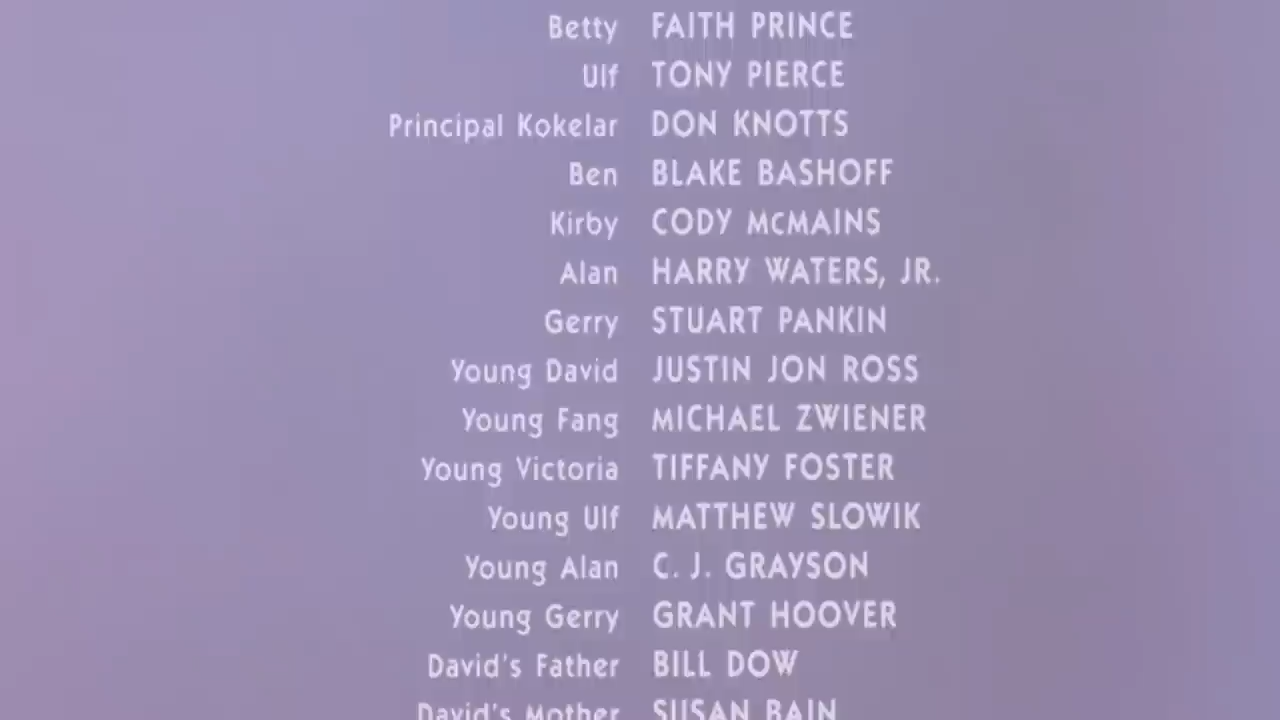 Betty FAITH PRINCE
Ulf TONY PIERCE
Principal Kokelar DON KNOTTS
Ben BLAKE BASHOFF
Kirby CODY McMAINS
Alan HARRY WATERS, JR.
Gerry STUART PANKIN
Young David JUSTIN JON ROSS
Young Fang MICHAEL ZWIENER
Young Victoria TIFFANY FOSTER
Young Ulf MATTHEW SLOWIK
Young Alan C. J. GRAYSON
Young Gerry GRANT HOOVER
David's Father BILL DOW
David's Mother SUSAN BAIN